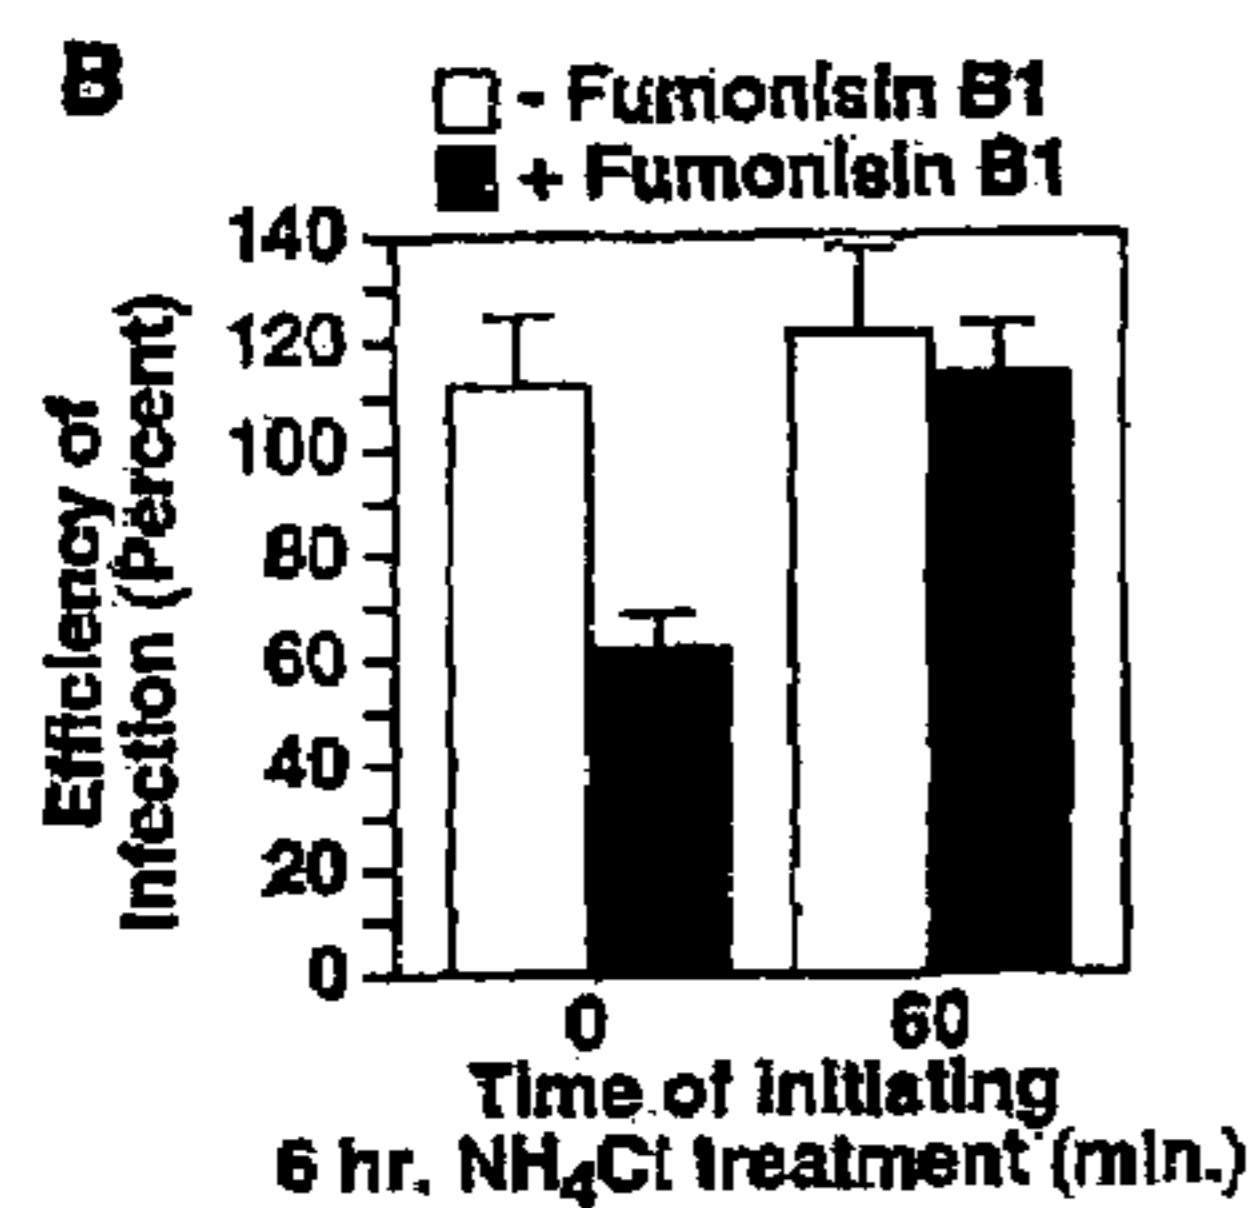 B
- Fumonisin B1
+ Fumonisin B1
140
120
100
80
60
40
20
0
Efficiency of
Infection (Percent)
0 60
Time of initiating
6 hr. NH₄Cl treatment (min.)